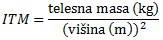 ITM = telesna masa (kg) / (višina (m))²